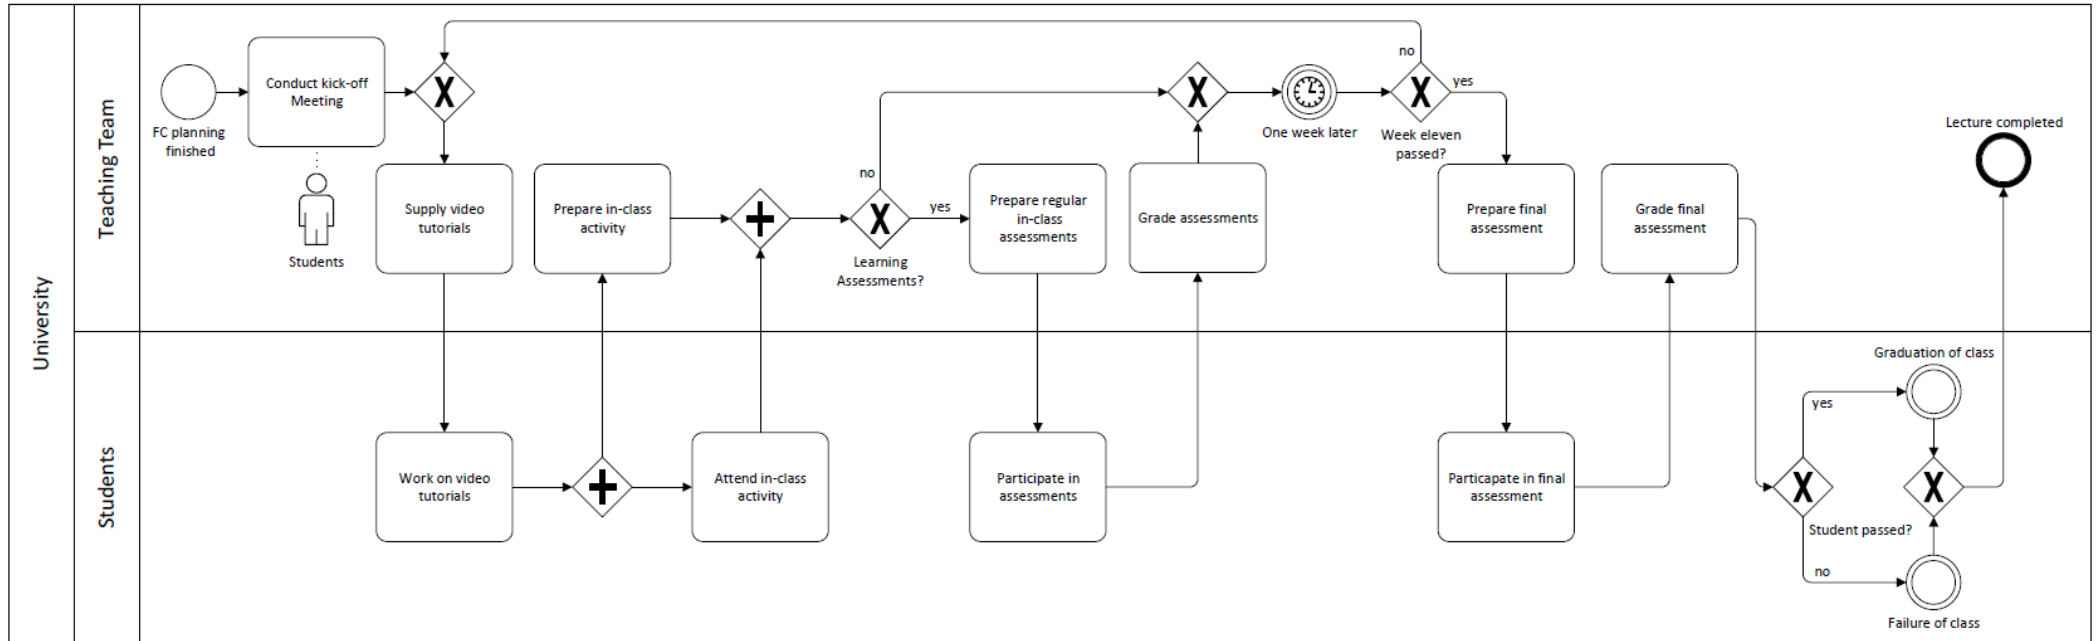 University
Teaching Team
Students
FC planning
finished
Conduct kick-off
Meeting
Students
X
Supply video
tutorials
Work on video
tutorials
Prepare in-class
activity
Attend in-class
activity
X
Learning
Assessments?
no
yes
Prepare regular
in-class
assessments
Participate in
assessments
Grade assessments
X
One week later
X
Week eleven
passed?
no
yes
Prepare final
assessment
Particapate in final
assessment
Grade final
assessment
X
Student passed?
yes
no
Graduation of class
X
Failure of class
Lecture completed